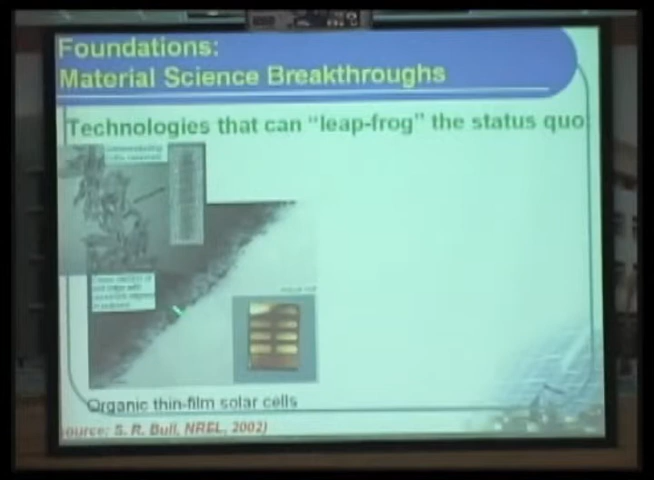 Foundations:
Material Science Breakthroughs
Technologies that can "leap-frog" the status quo
Organic thin-film solar cells
ource: S. R. Bull, NREL, 2002)